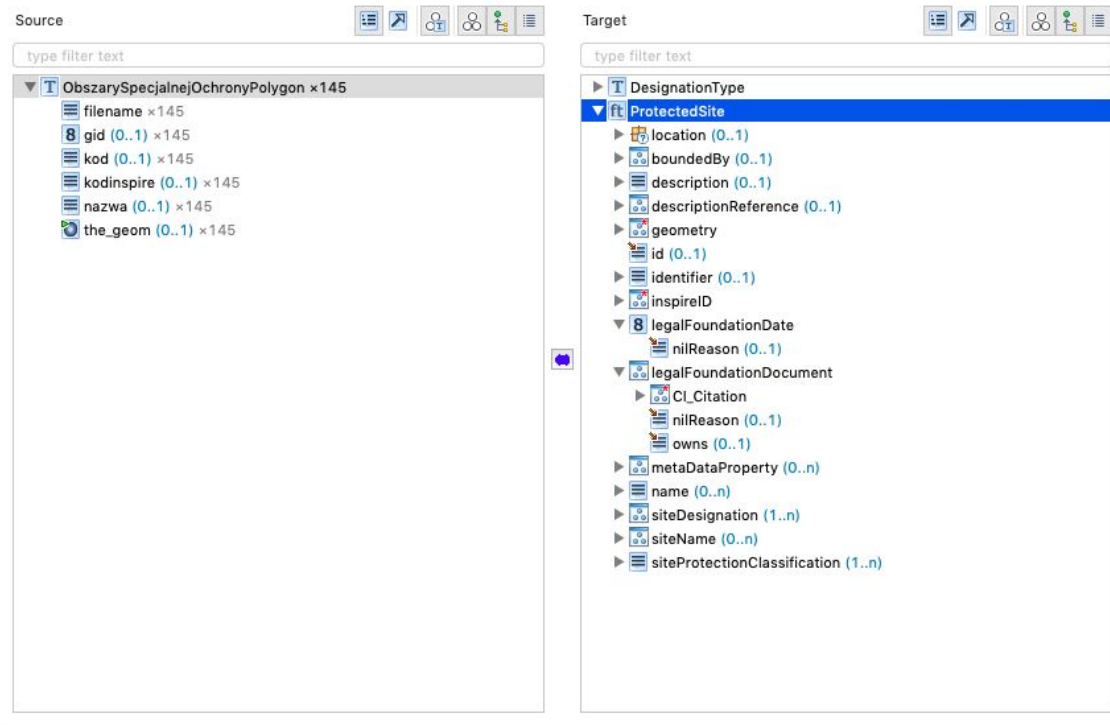 Source
type filter text
ObszarySpecjalnejOchronyPolygon ×145
filename ×145
gid (0..1) ×145
kod (0..1) ×145
kodinspire (0..1) ×145
nazwa (0..1) ×145
the_geom (0..1) ×145
Target
type filter text
DesignationType
ProtectedSite
location (0..1)
boundedBy (0..1)
description (0..1)
descriptionReference (0..1)
geometry
id (0..1)
identifier (0..1)
inspireID
legalFoundationDate
nilReason (0..1)
legalFoundationDocument
CI_Citation
nilReason (0..1)
owns (0..1)
metaDataProperty (0..n)
name (0..n)
siteDesignation (1..n)
siteName (0..n)
siteProtectionClassification (1..n)